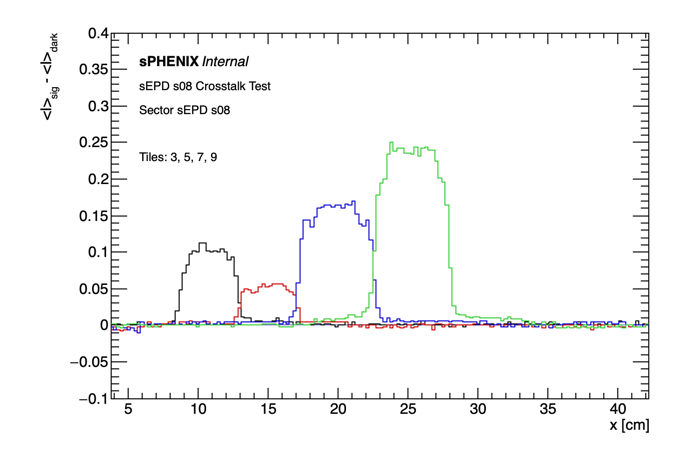 0.4
0.35
0.3
0.25
0.2
0.15
0.1
0.05
0
−0.05
−0.1
<I>sig - <I>dark
sPHENIX Internal
sEPD s08 Crosstalk Test
Sector sEPD s08
Tiles: 3, 5, 7, 9
5 10 15 20 25 30 35 40
x [cm]